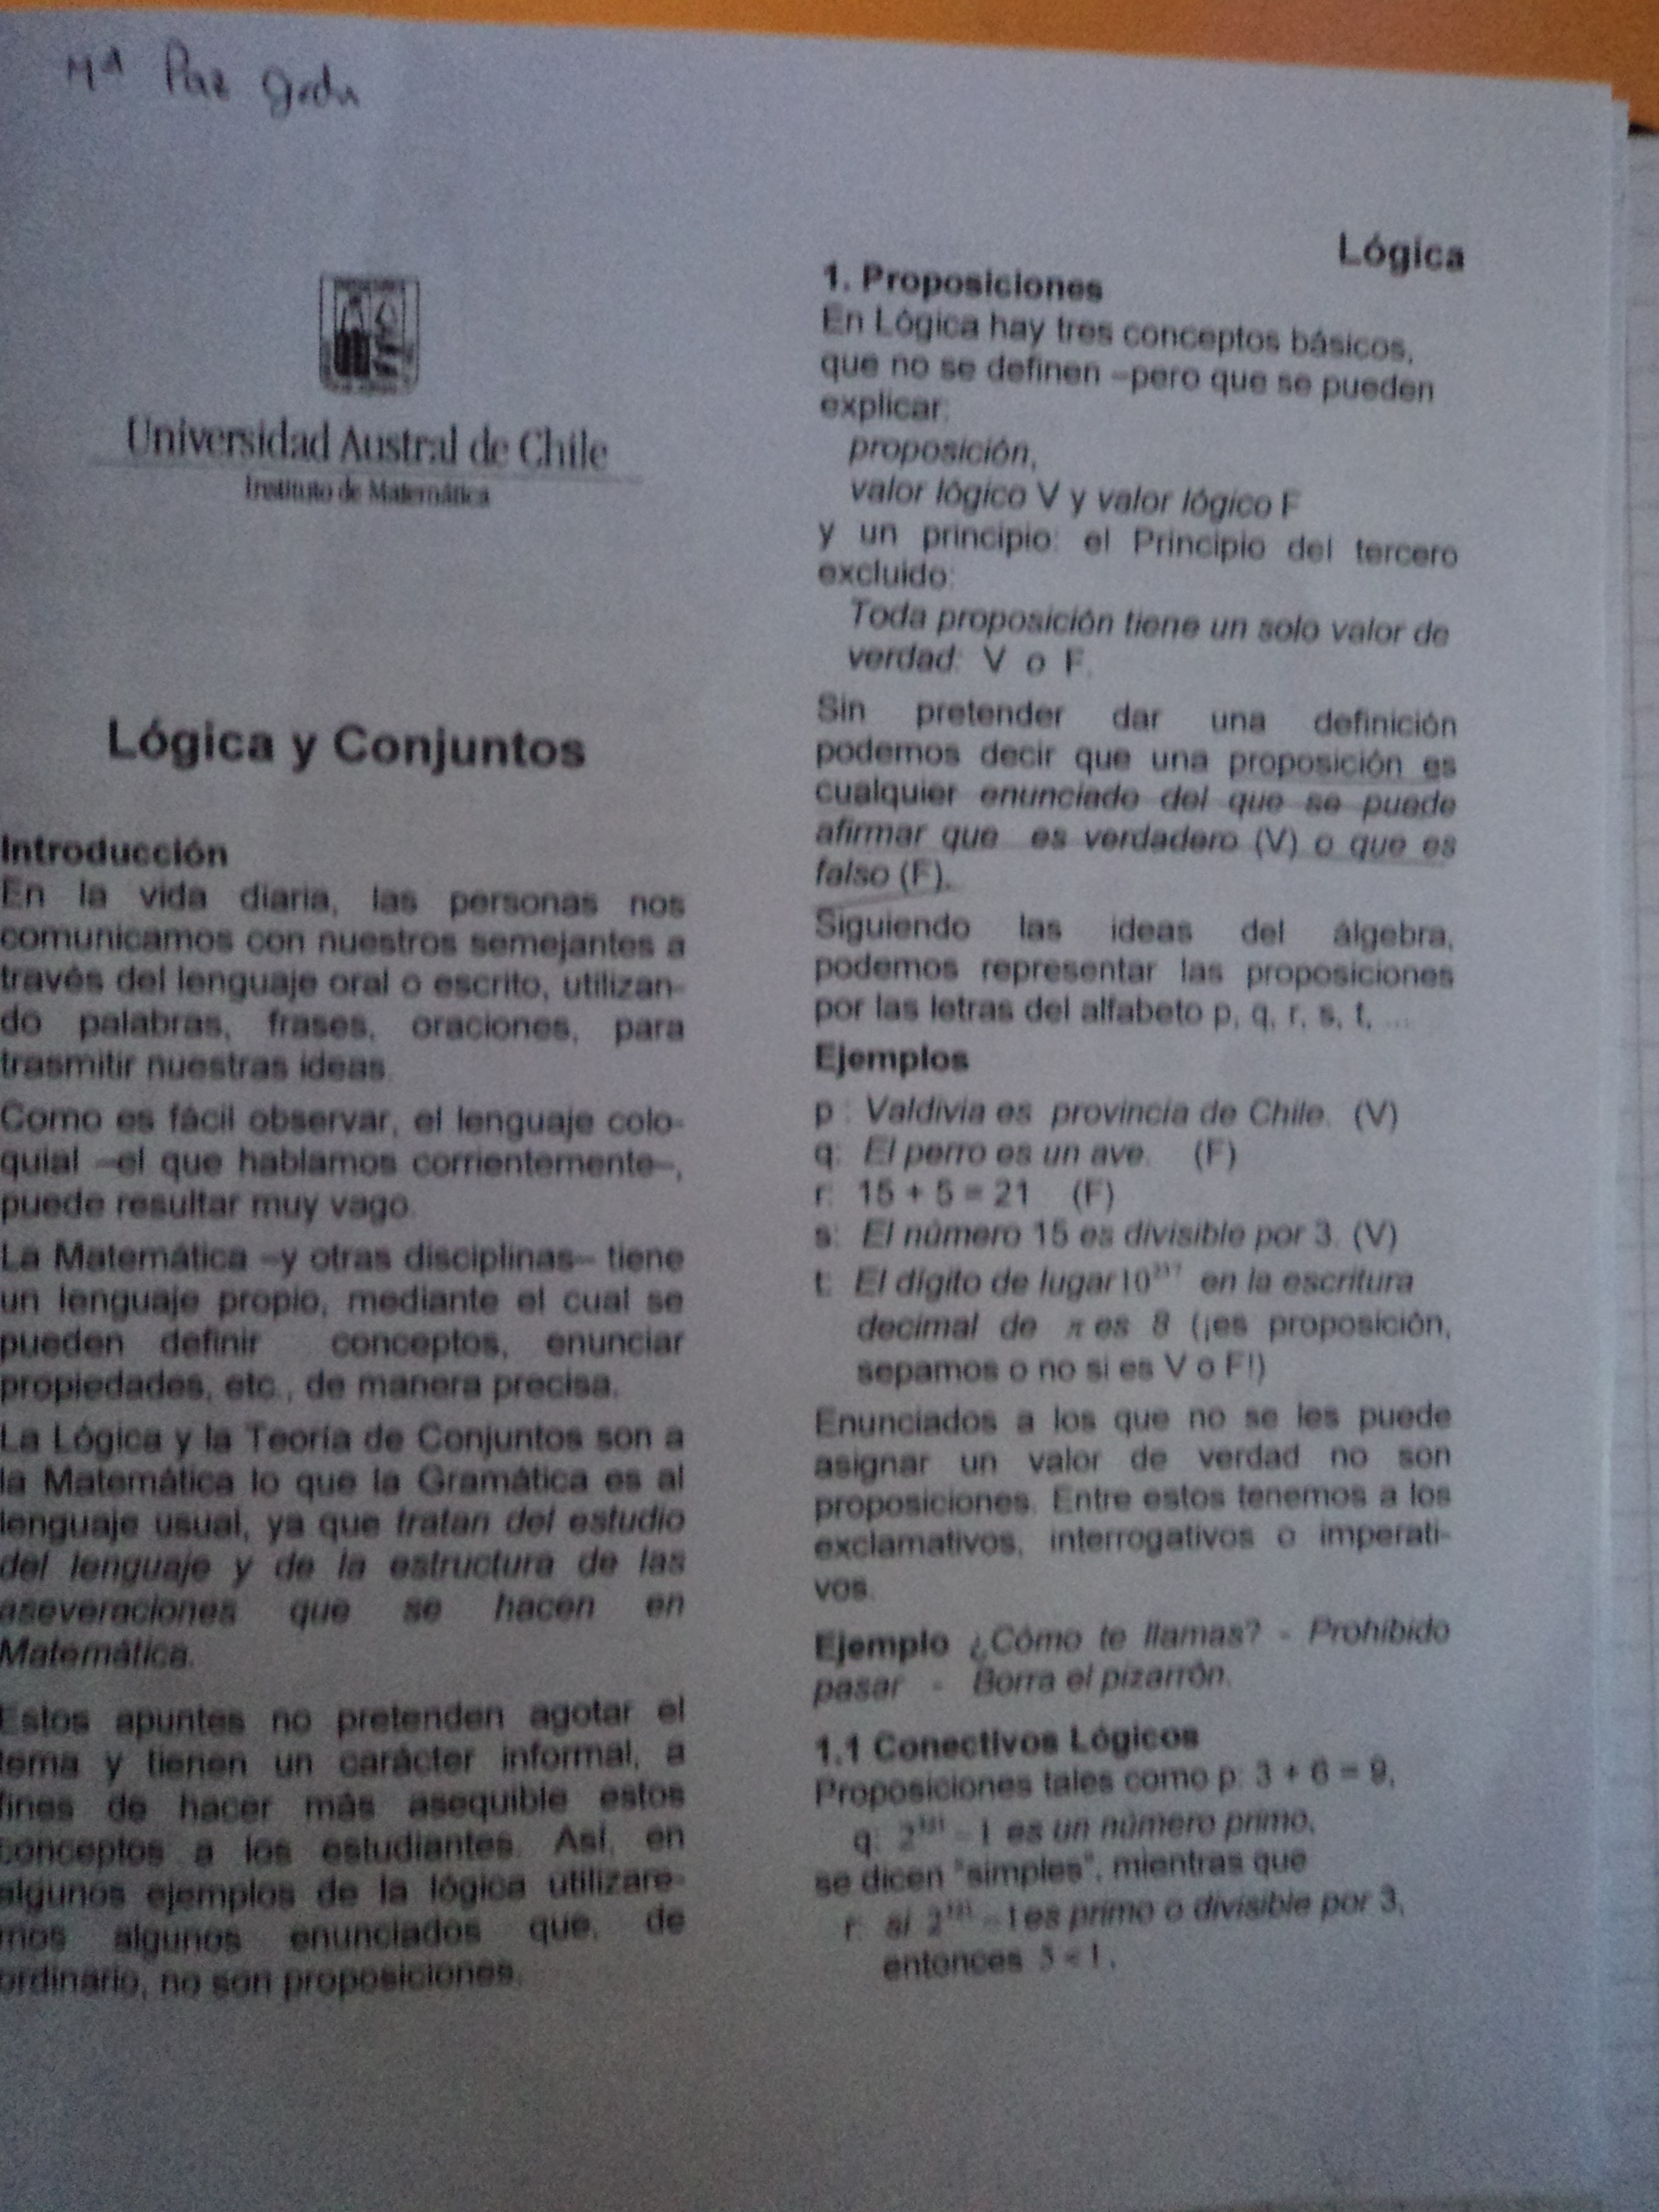 Mª Paz
Universidad Austral de Chile
Instituto de Matemática
Lógica y Conjuntos
Introducción
En la vida diaria, las personas nos
comunicamos con nuestros semejantes a
través del lenguaje oral o escrito, utilizan-
do palabras, frases, oraciones, para
trasmitir nuestras ideas.
Como es fácil observar, el lenguaje colo-
quial –el que hablamos corrientemente–,
puede resultar muy vago.
La Matemática –y otras disciplinas– tiene
un lenguaje propio, mediante el cual se
pueden definir conceptos, enunciar
propiedades, etc., de manera precisa.
La Lógica y la Teoría de Conjuntos son a
la Matemática lo que la Gramática es al
lenguaje usual, ya que tratan del estudio
del lenguaje y de la estructura de las
aseveraciones que se hacen en
Matemática.
Estos apuntes no pretenden agotar el
tema y tienen un carácter informal, a
fines de hacer más asequible estos
conceptos a los estudiantes. Así, en
algunos ejemplos de la lógica utilizare-
mos algunos enunciados que, de
ordinario, no son proposiciones.
Lógica
1. Proposiciones
En Lógica hay tres conceptos básicos,
que no se definen –pero que se pueden
explicar:
proposición,
valor lógico V y valor lógico F
y un principio: el Principio del tercero
excluido:
Toda proposición tiene un solo valor de
verdad: V o F.
Sin pretender dar una definición
podemos decir que una proposición es
cualquier enunciado del que se puede
afirmar que es verdadero (V) o que es
falso (F).
Siguiendo las ideas del álgebra,
podemos representar las proposiciones
por las letras del alfabeto p, q, r, s, t, ...
Ejemplos
p : Valdivia es provincia de Chile. (V)
q: El perro es un ave. (F)
r: 15 + 5 = 21 (F)
s: El número 15 es divisible por 3. (V)
t: El dígito de lugar en la escritura
decimal de π es 8 (¡es proposición,
sepamos o no si es V o F!)
Enunciados a los que no se les puede
asignar un valor de verdad no son
proposiciones. Entre estos tenemos a los
exclamativos, interrogativos o imperati-
vos.
Ejemplo ¿Cómo te llamas? - Prohibido
pasar - Borra el pizarrón.
1.1 Conectivos Lógicos
Proposiciones tales como p: 3 + 6 = 9,
q: – 1 es un número primo,
se dicen "simples", mientras que
r: si – 1 es primo o divisible por 3,
entonces 5 < 1,